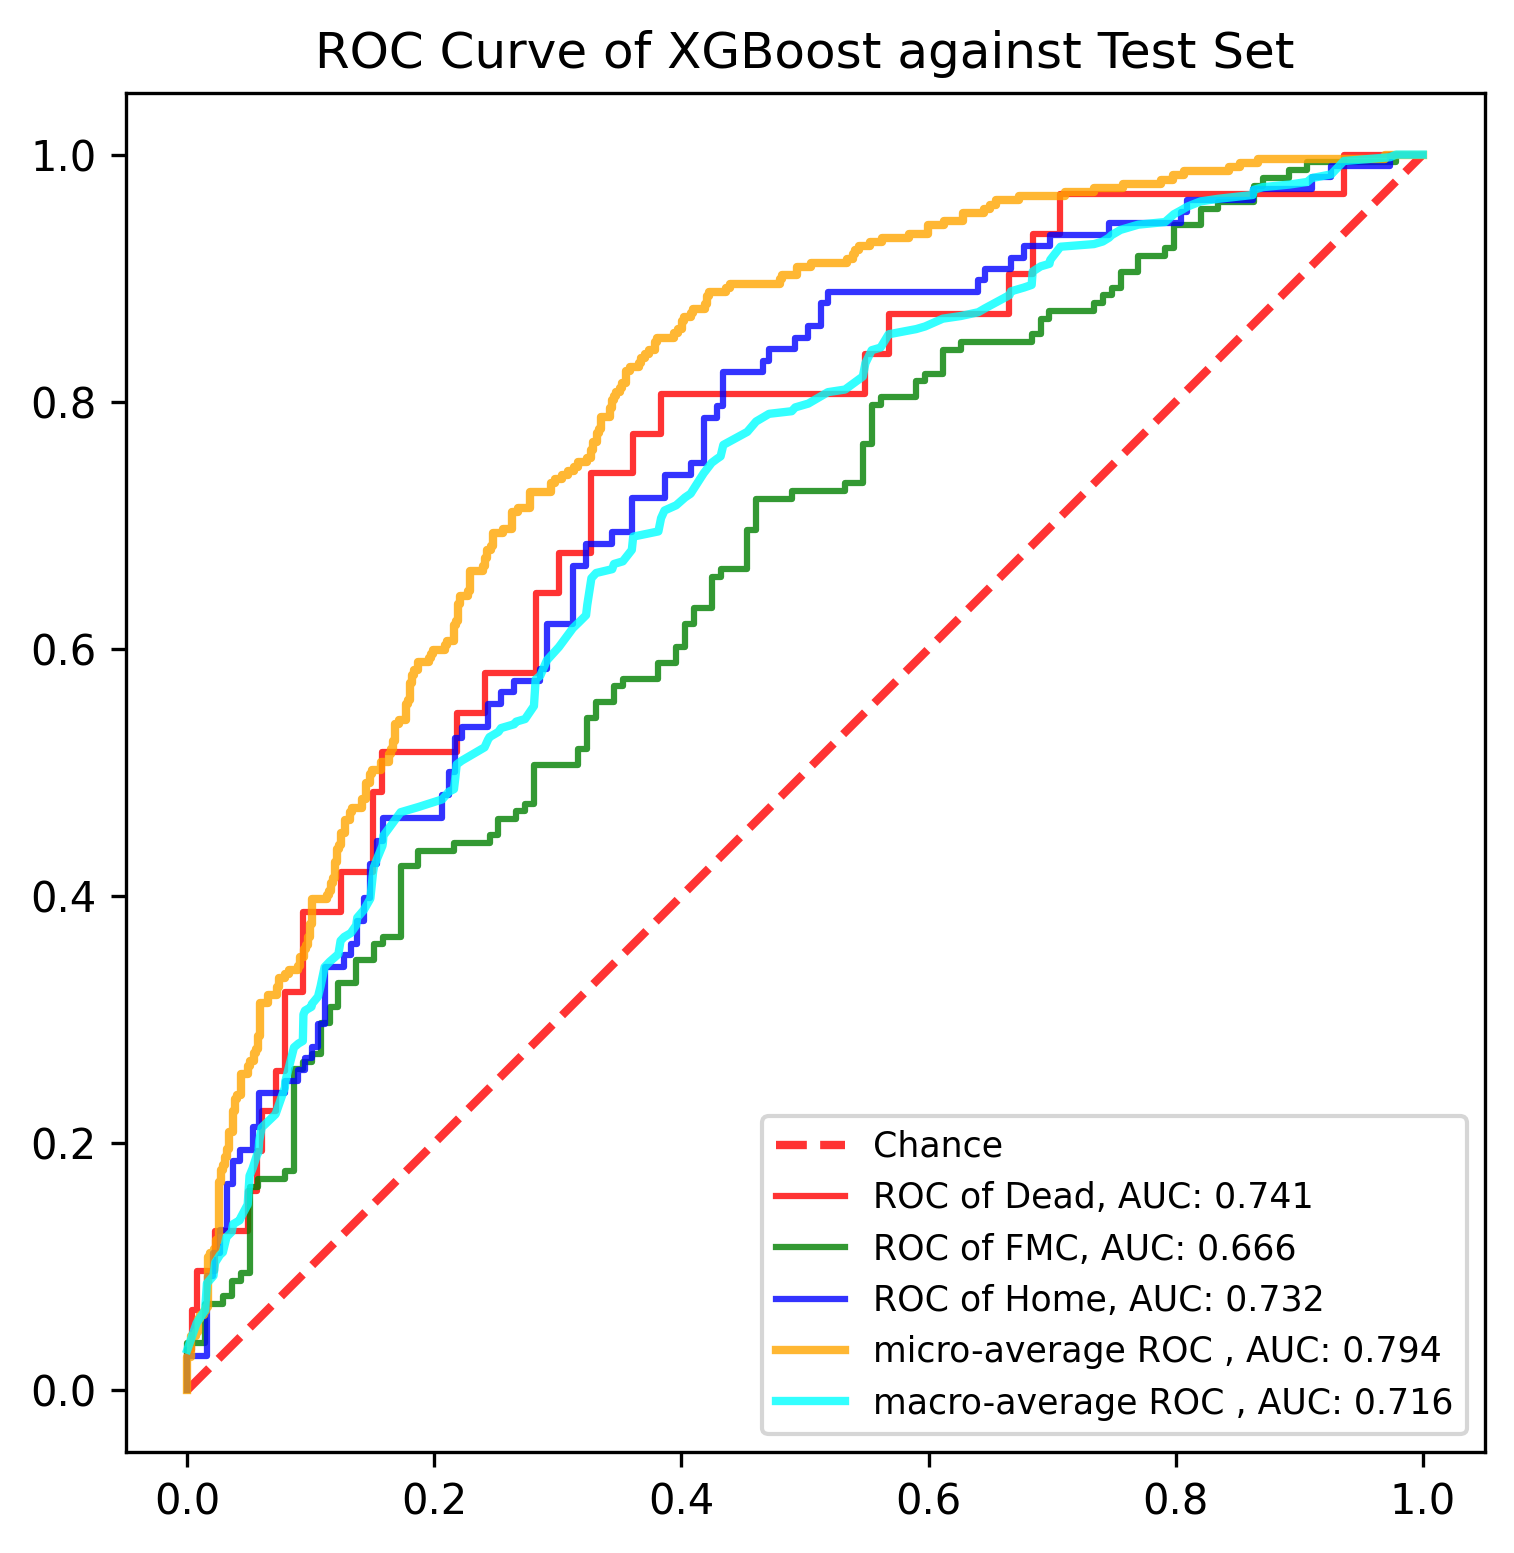 ROC Curve of XGBoost against Test Set
1.0
0.8
0.6
0.4
0.2
0.0
Chance
ROC of Dead, AUC: 0.741
ROC of FMC, AUC: 0.666
ROC of Home, AUC: 0.732
micro-average ROC , AUC: 0.794
macro-average ROC , AUC: 0.716
0.0 0.2 0.4 0.6 0.8 1.0